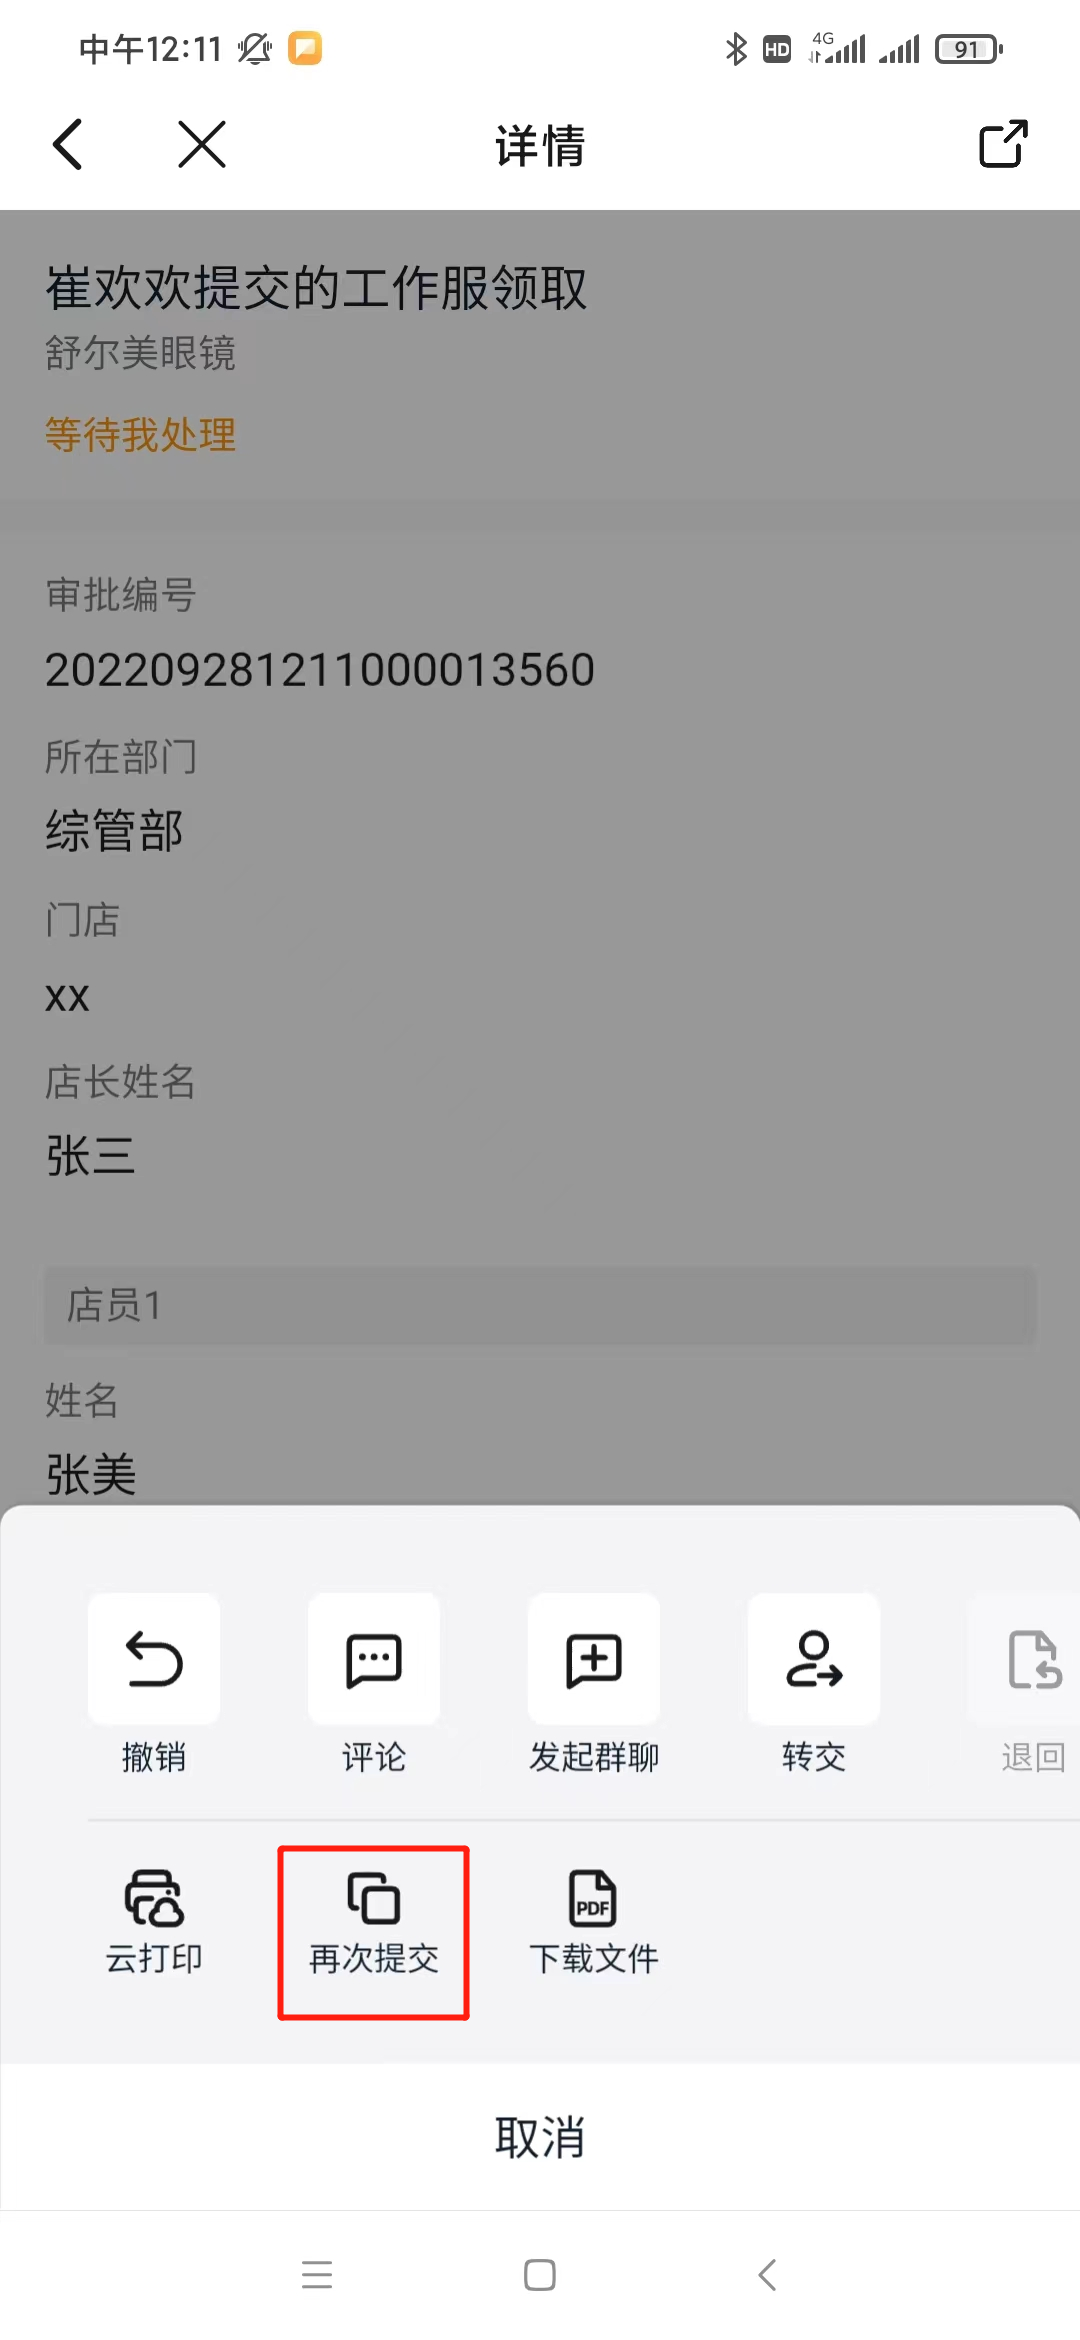 中午12:11 HD 4G 91
详情
崔欢欢提交的工作服领取
舒尔美眼镜
等待我处理
审批编号
202209281211000013560
所在部门
综管部
门店
xx
店长姓名
张三
店员1
姓名
张美
撤销 评论 发起群聊 转交 退回
PDF
云打印 再次提交 下载文件
取消